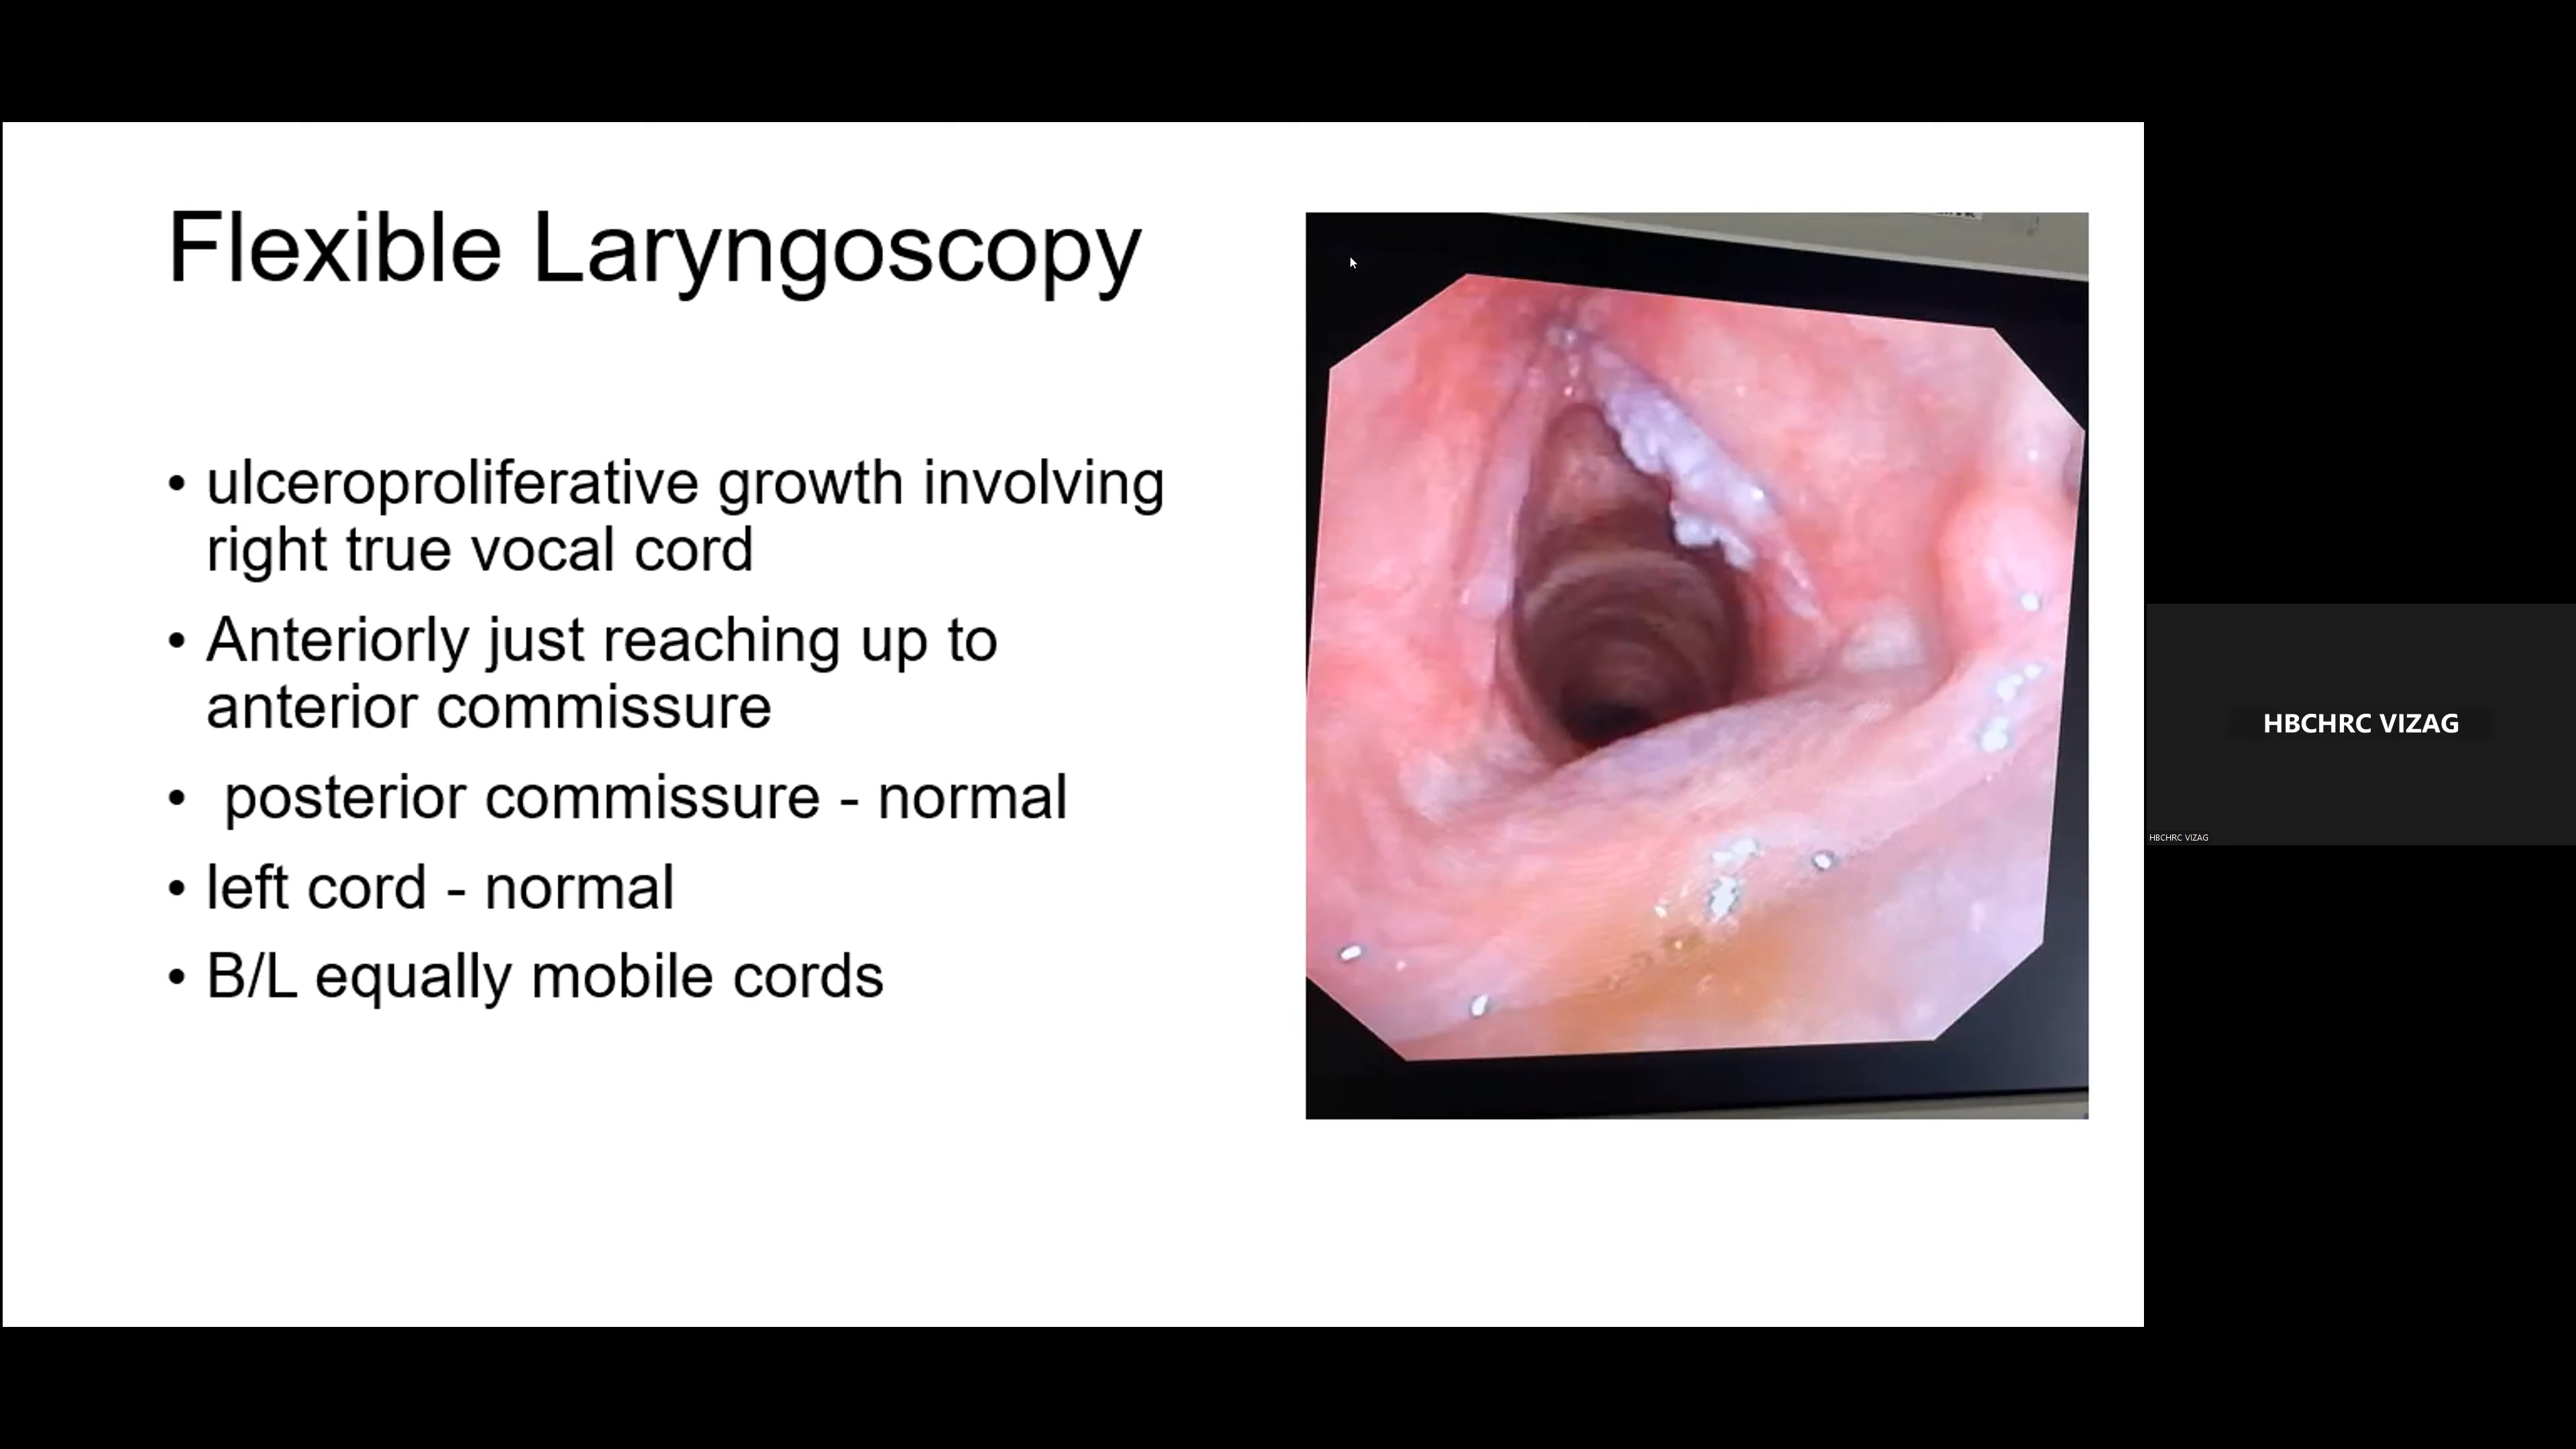 Flexible Laryngoscopy
• ulceroproliferative growth involving
right true vocal cord
• Anteriorly just reaching up to
anterior commissure
• posterior commissure - normal
• left cord - normal
• B/L equally mobile cords
HBCHRC VIZAG
HBCHRC VIZAG